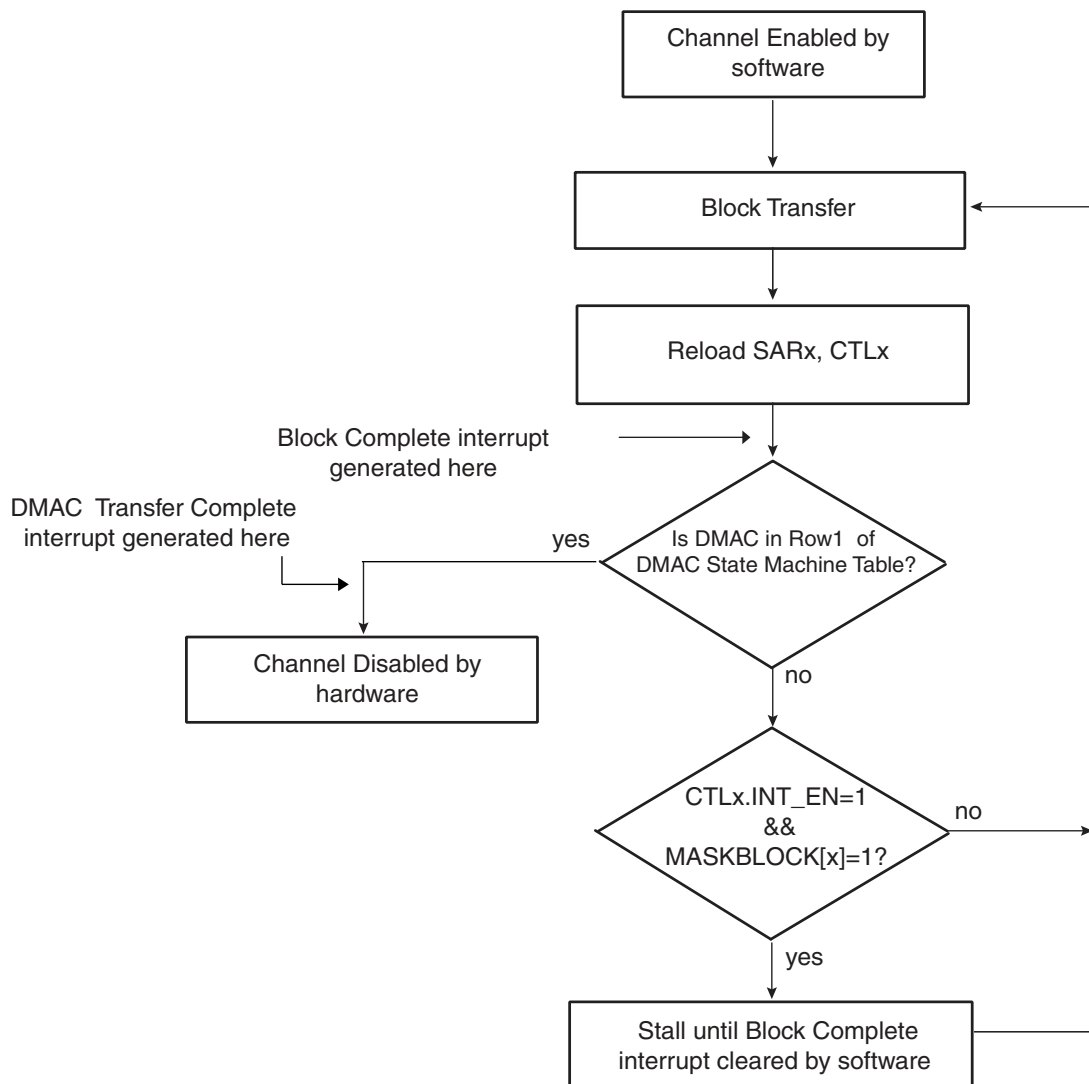 Channel Enabled by
software
Block Transfer
Reload SARx, CTLx
Block Complete interrupt
generated here
DMAC Transfer Complete
interrupt generated here
yes
Is DMAC in Row1 of
DMAC State Machine Table?
Channel Disabled by
hardware
no
CTLx.INT_EN=1
&&
MASKBLOCK[x]=1?
no
yes
Stall until Block Complete
interrupt cleared by software